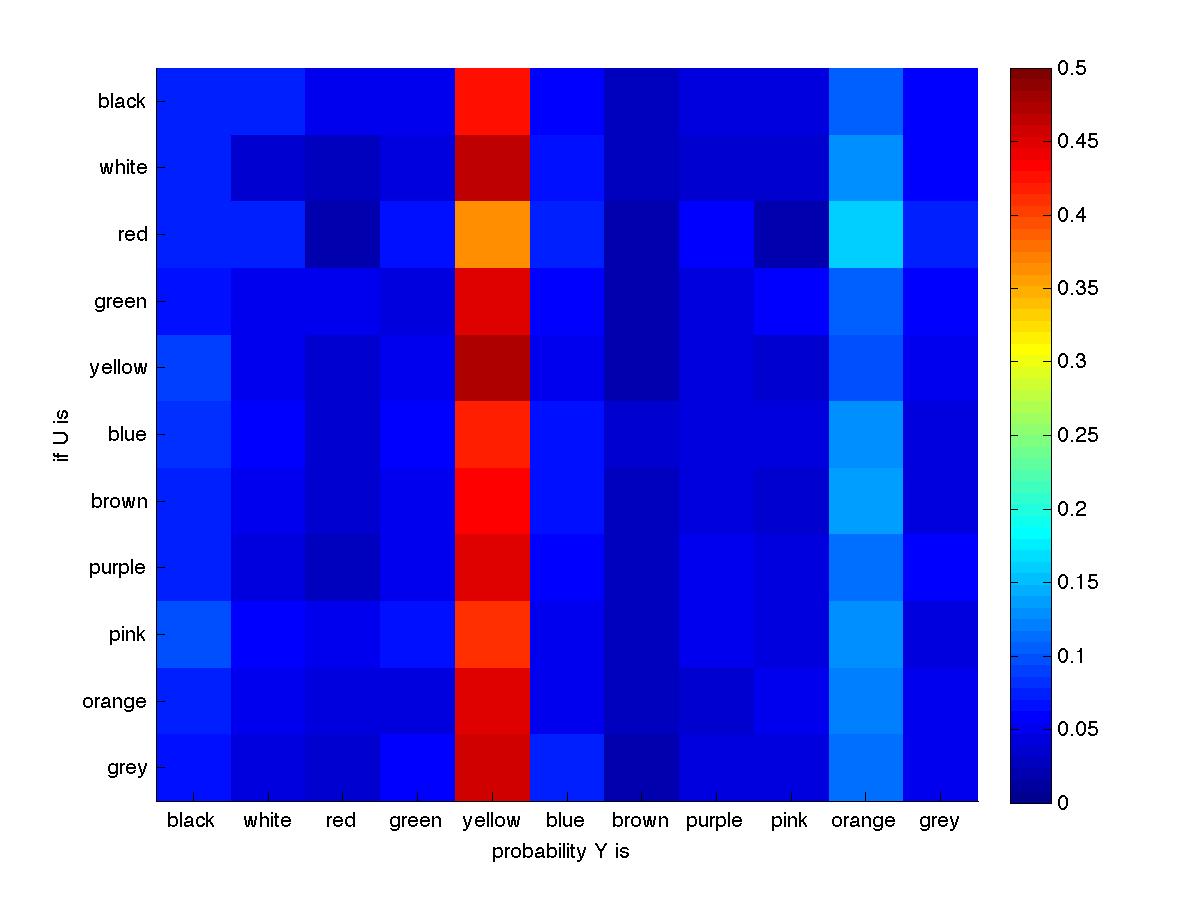 black
white
red
green
yellow
blue
brown
purple
pink
orange
grey
if U is
black white red green yellow blue brown purple pink orange grey
probability Y is
0.5
0.45
0.4
0.35
0.3
0.25
0.2
0.15
0.1
0.05
0